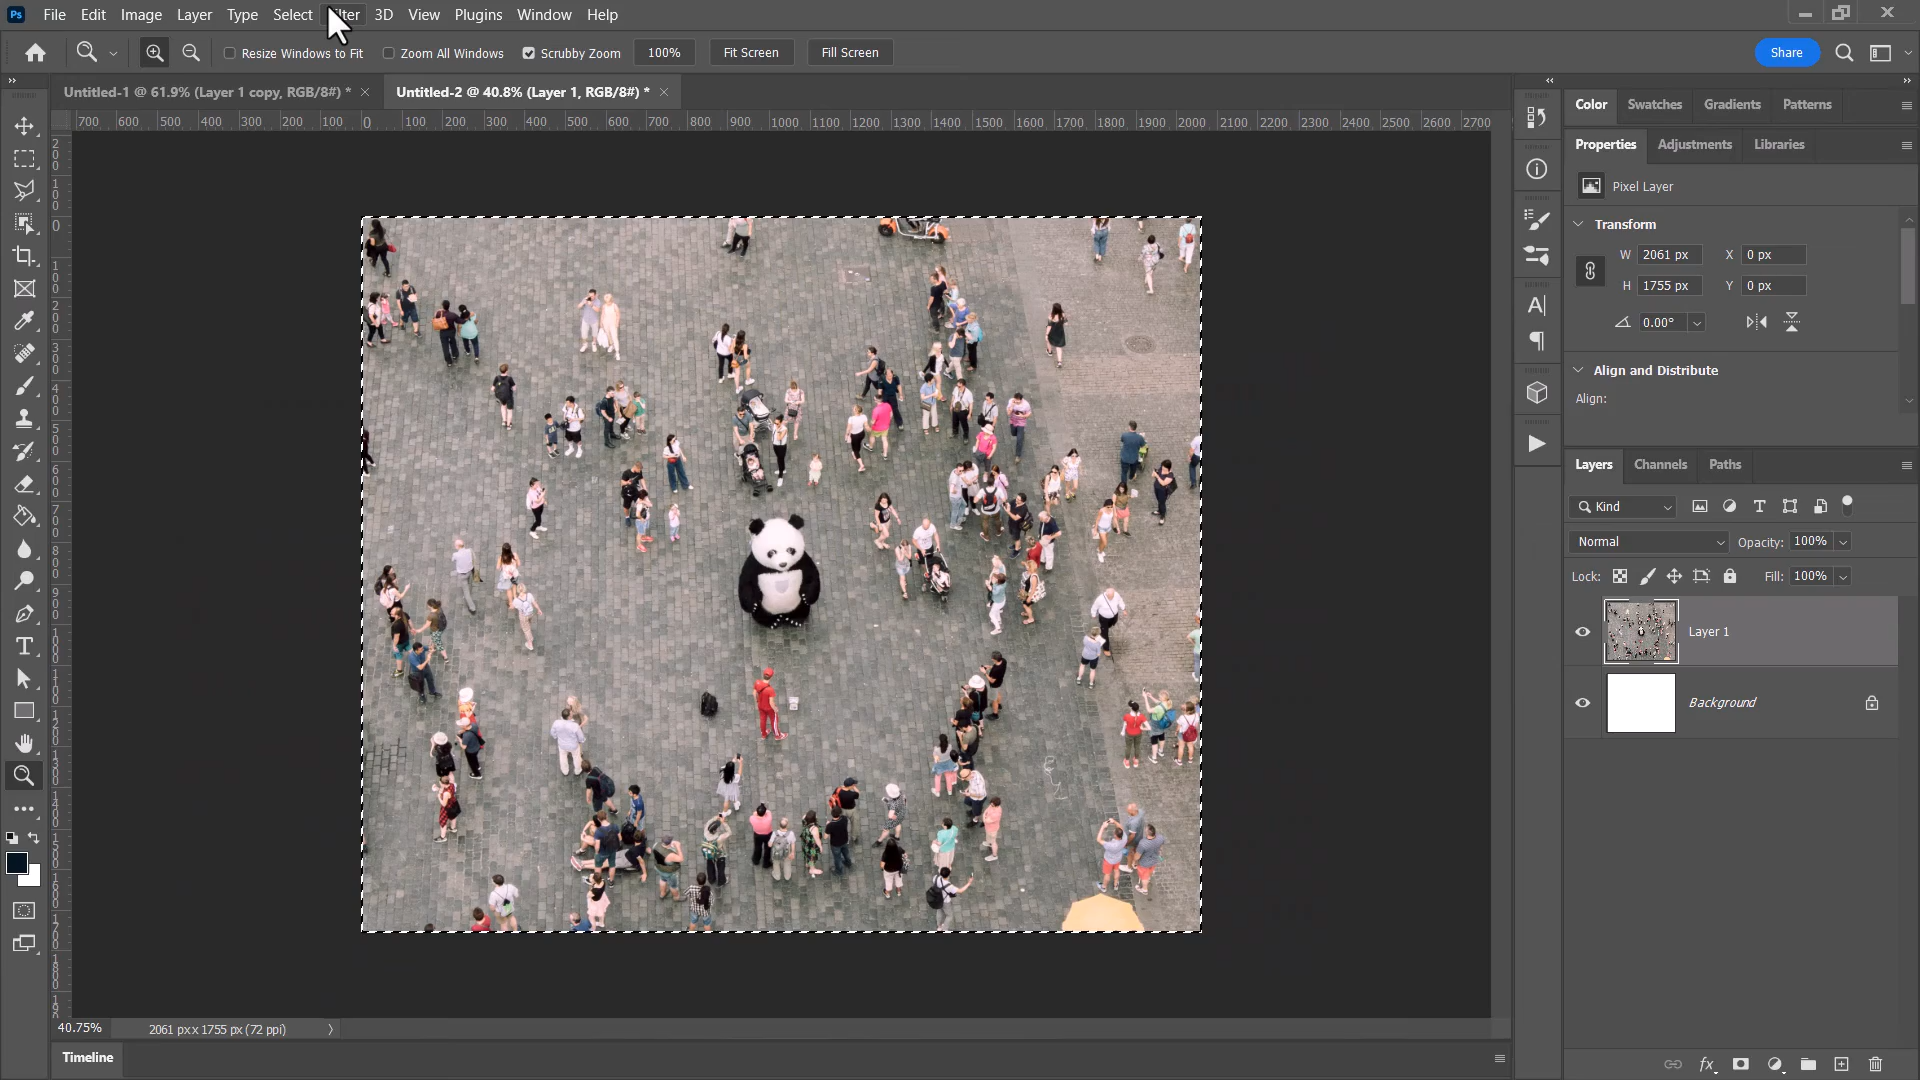 Ps File Edit Image Layer Type Select Filter 3D View Plugins Window Help
Resize Windows to Fit Zoom All Windows Scrubby Zoom 100% Fit Screen Fill Screen Share
Untitled-1 @ 61.9% (Layer 1 copy, RGB/8#) * × Untitled-2 @ 40.8% (Layer 1, RGB/8#) * ×
700 600 500 400 300 200 100 0 100 200 300 400 500 600 700 800 900 1000 1100 1200 1300 1400 1500 1600 1700 1800 1900 2000 2100 2200 2300 2400 2500 2600 2700
Color Swatches Gradients Patterns
Properties Adjustments Libraries
Pixel Layer
Transform
W 2061 px X 0 px
H 1755 px Y 0 px
0.00°
Align and Distribute
Align:
Layers Channels Paths
Kind
Normal Opacity: 100%
Lock: Fill: 100%
Layer 1
Background
40.75% 2061 px x 1755 px (72 ppi)
Timeline